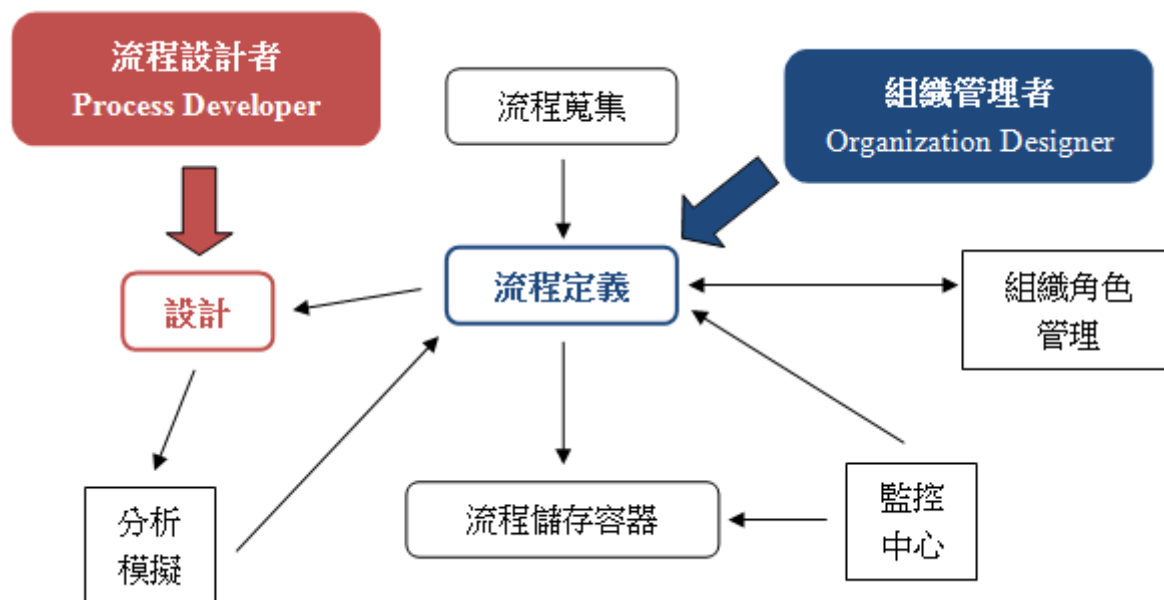 流程設計者
Process Developer
流程蒐集
組織管理者
Organization Designer
設計
流程定義
組織角色
管理
分析
模擬
流程儲存容器
監控
中心